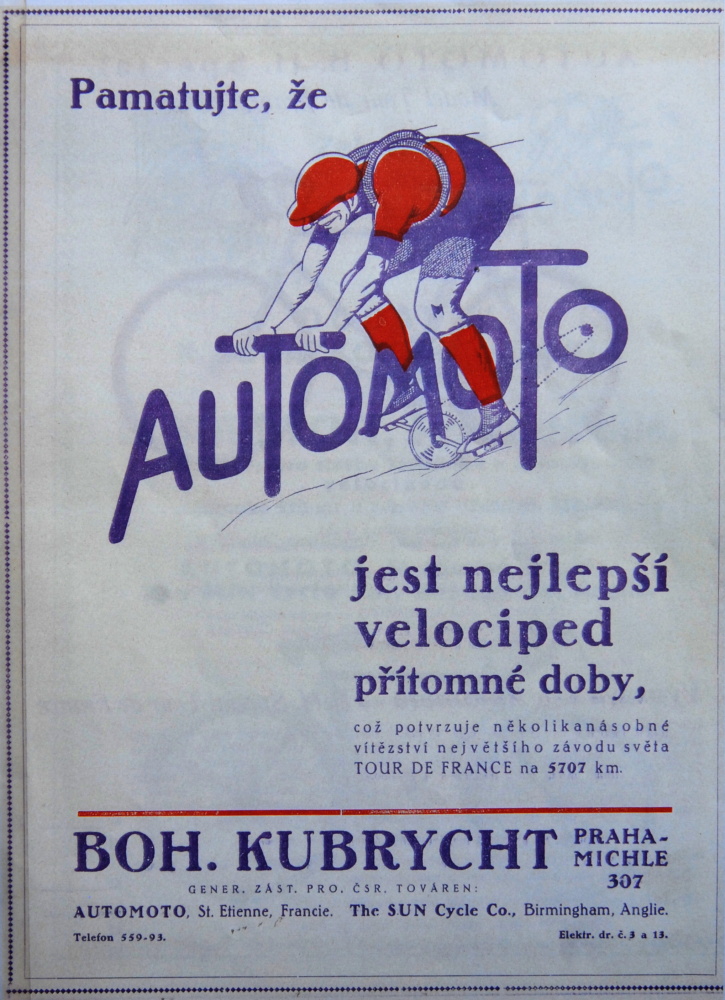 Pamatujte, že
AUTOMOTO
jest nejlepší
velociped
přítomné doby,
což potvrzuje několikanásobné
vítězství největšího závodu světa
TOUR DE FRANCE na 5707 km.
BOH. KUBRYCHT
PRAHA-
MICHLE
307
GENER. ZÁST. PRO. ČSR. TOVÁREN:
AUTOMOTO, St. Etienne, Francie. The SUN Cycle Co., Birmingham, Anglie.
Telefon 559-93. Elektr. dr. č. 3 a 13.